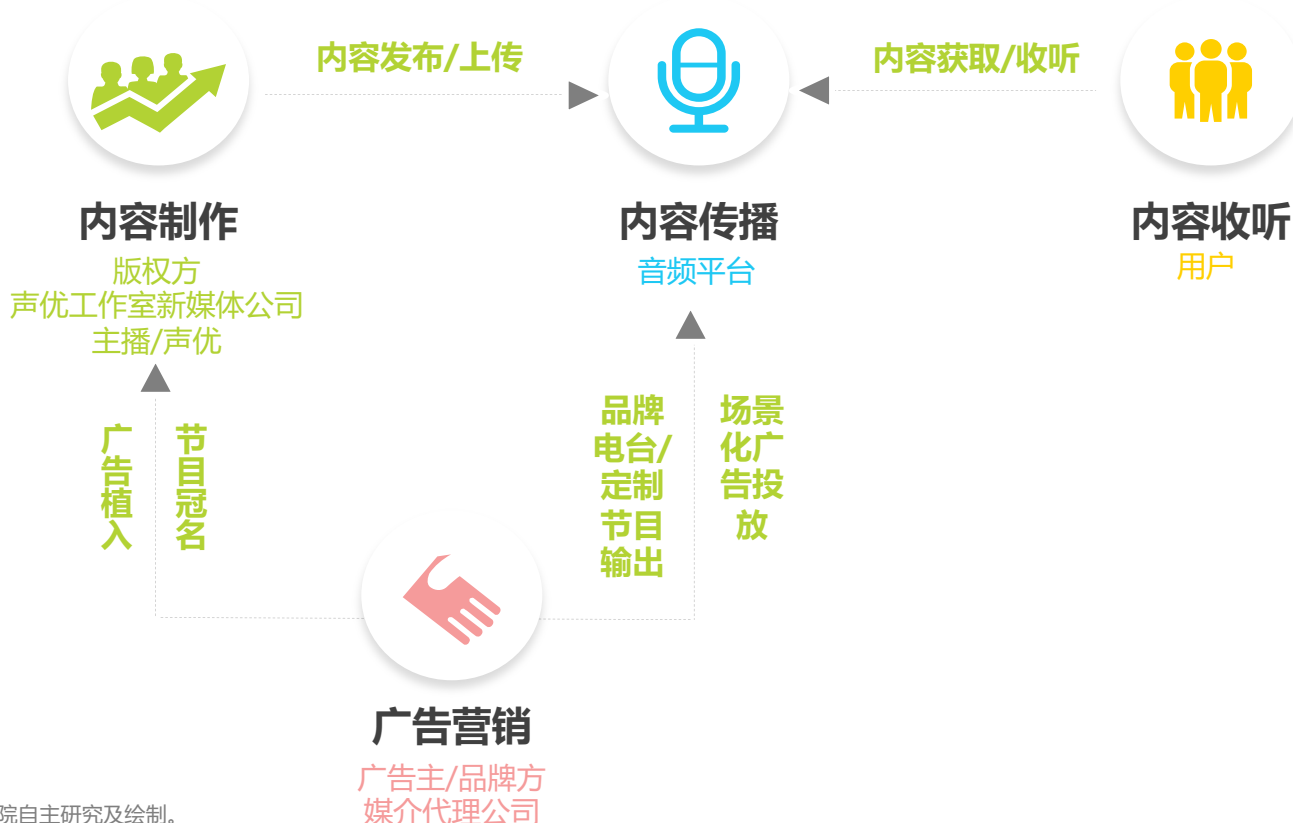 内容发布/上传
内容获取/收听
内容制作
版权方
声优工作室新媒体公司
主播/声优
内容传播
音频平台
内容收听
用户
广告植入
节目冠名
品牌
电台/
定制
节目
输出
场景
化广
告投
放
广告营销
广告主/品牌方
媒介代理公司
院自主研究及绘制。